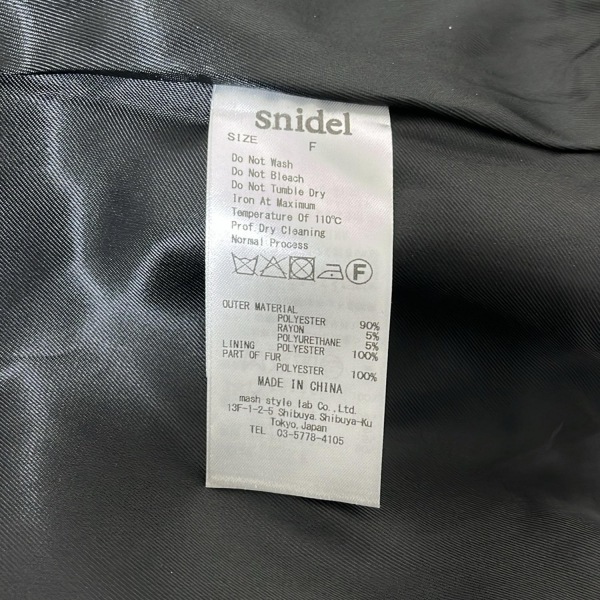 snidel
SIZE F
Do Not Wash
Do Not Bleach
Do Not Tumble Dry
Iron At Maximum
Temperature Of 110℃
Prof.Dry Cleaning
Normal Process
F
OUTER MATERIAL
POLYESTER 90%
RAYON 5%
POLYURETHANE 5%
LINING POLYESTER 100%
PART OF FUR
POLYESTER 100%
MADE IN CHINA
mash style lab Co.,Ltd.
13F-1-2-5 Shibuya.Shibuya-Ku
Tokyo,Japan
TEL 03-5778-4105